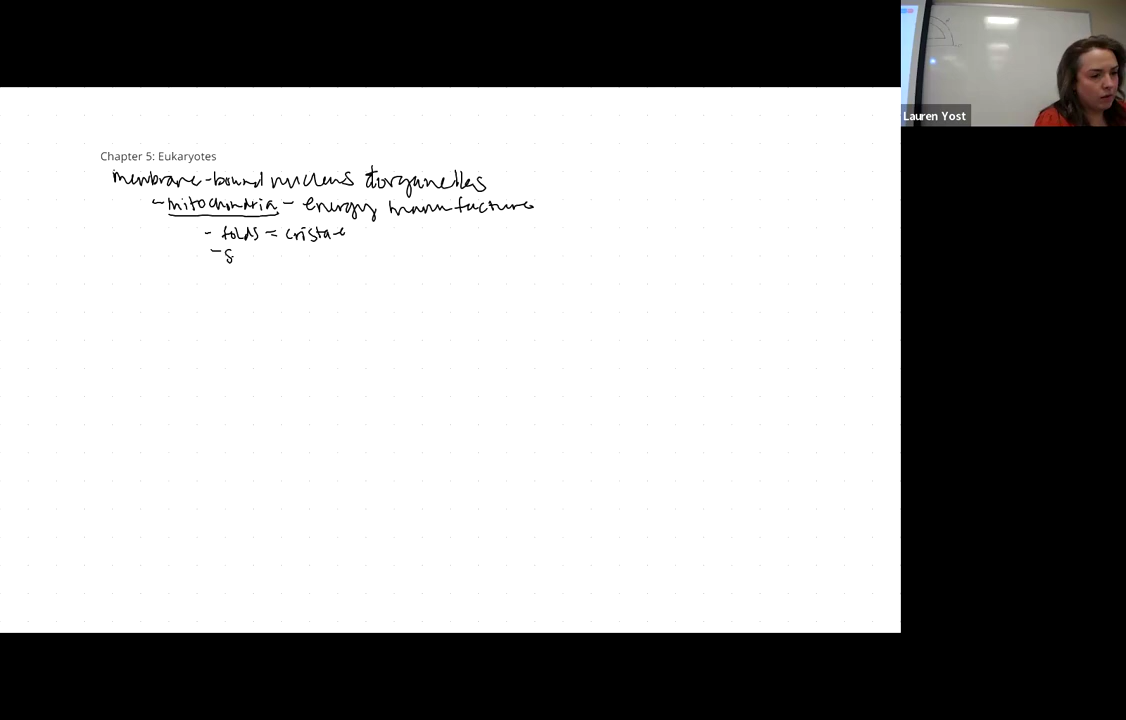 Lauren Yost
Chapter 5: Eukaryotes
membrane-bound nucleus + organelles
- mitochondria - energy manufacture
- folds = cristae
- s